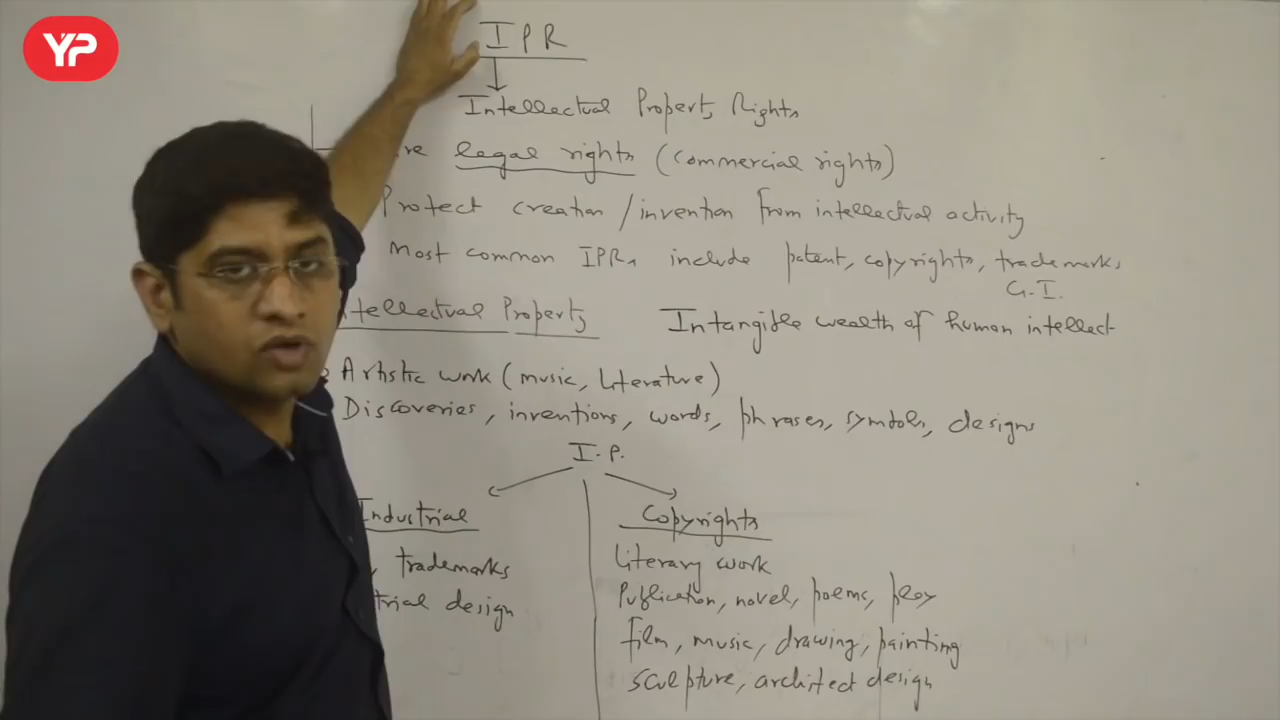 YP
IPR
Intellectual Property Rights
legal rights (commercial rights)
Protect creation / invention from intellectual activity
Most common IPRs include patent, copyrights, trademarks
G.I.
ntellectual Property Intangible wealth of human intellect
Artistic work (music, Literature)
Discoveries, inventions, words, phrases, symbols, designs
I.P.
Industrial Copyrights
, trademarks Literary work
trial design Publication, novel, poems, play
film, music, drawing, painting
sculpture, architect design